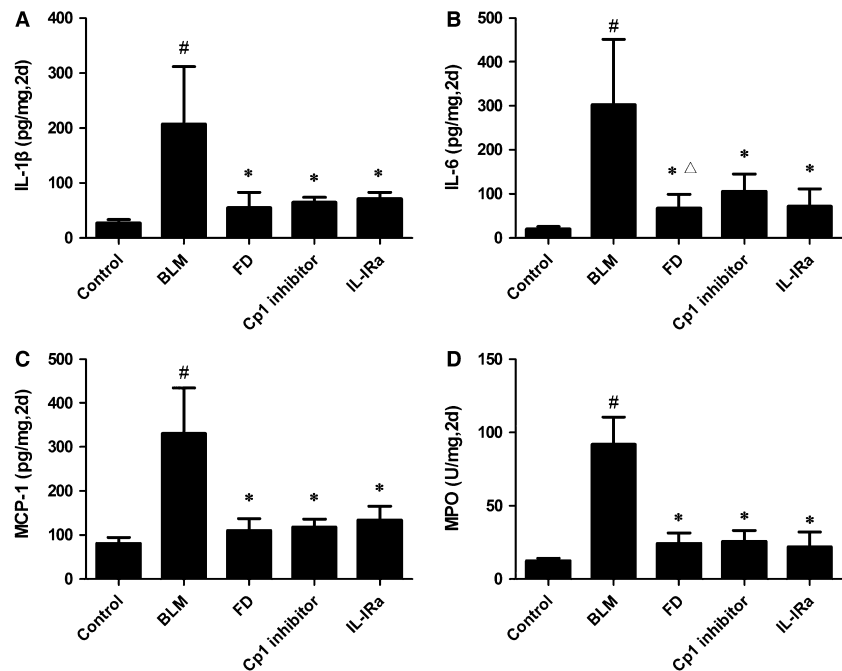 A
IL-1β (pg/mg,2d)
400
300
200
100
0
#
*
*
*
Control
BLM
FD
Cp1 inhibitor
IL-IRa
B
IL-6 (pg/mg,2d)
500
400
300
200
100
0
#
* △
*
*
Control
BLM
FD
Cp1 inhibitor
IL-IRa
C
MCP-1 (pg/mg,2d)
500
400
300
200
100
0
#
*
*
*
Control
BLM
FD
Cp1 inhibitor
IL-IRa
D
MPO (U/mg,2d)
150
100
50
0
#
*
*
*
Control
BLM
FD
Cp1 inhibitor
IL-IRa